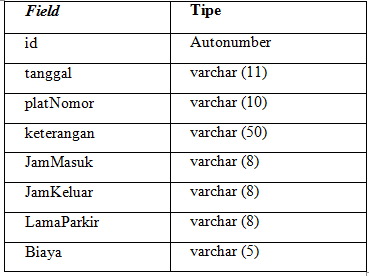 Field Tipe
id Autonumber
tanggal varchar (11)
platNomor varchar (10)
keterangan varchar (50)
JamMasuk varchar (8)
JamKeluar varchar (8)
LamaParkir varchar (8)
Biaya varchar (5)